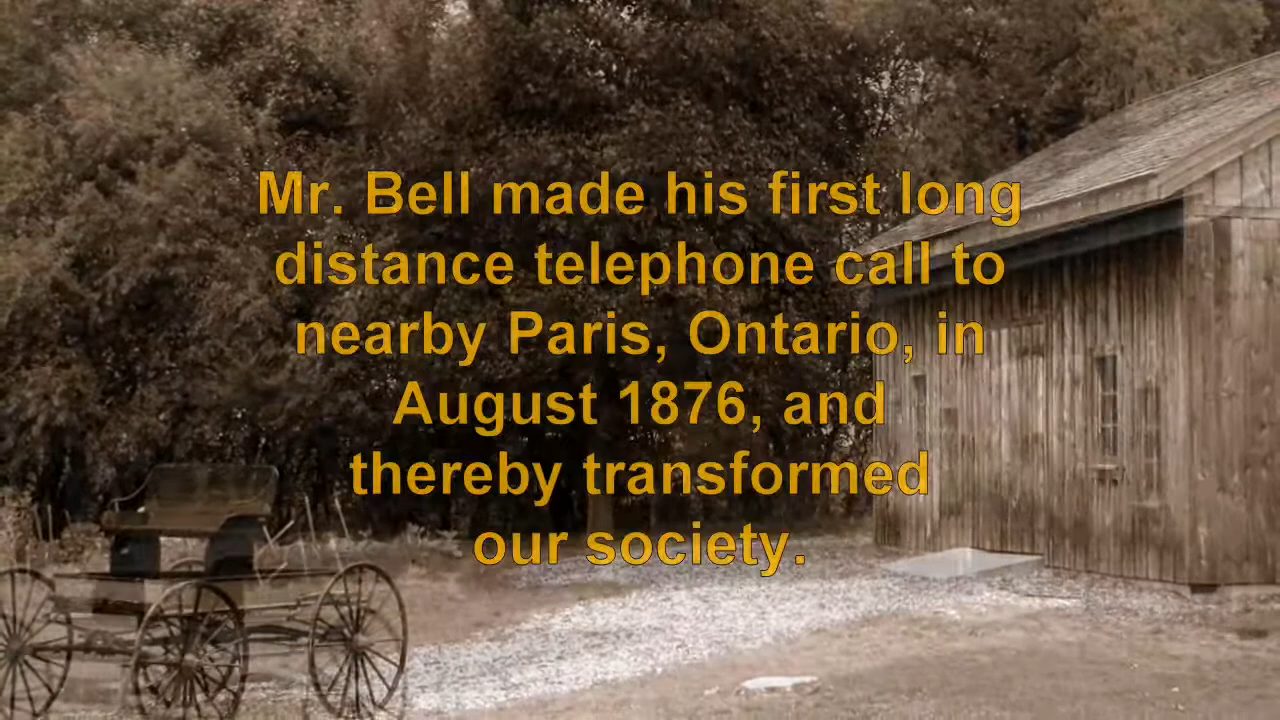 Mr. Bell made his first long
distance telephone call to
nearby Paris, Ontario, in
August 1876, and
thereby transformed
our society.